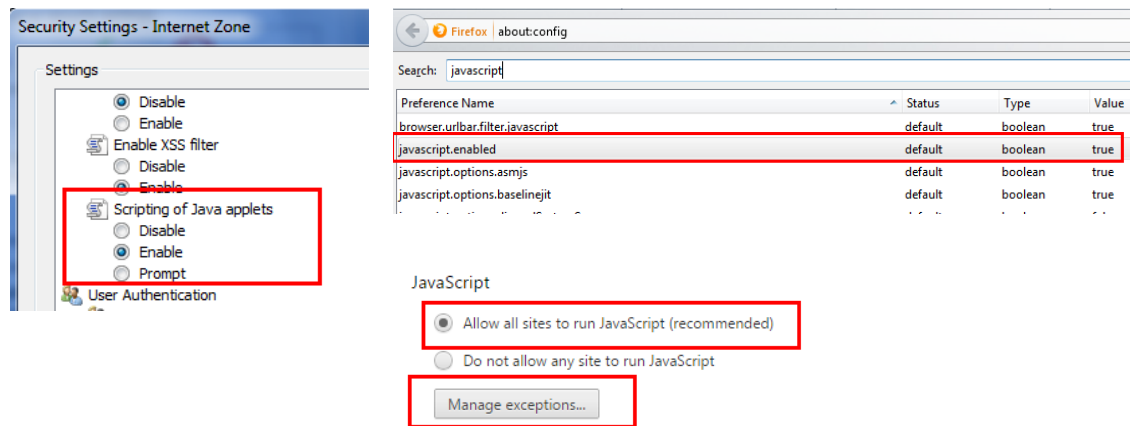 Security Settings - Internet Zone
Settings
Disable
Enable
Enable XSS filter
Disable
Enable
Scripting of Java applets
Disable
Enable
Prompt
User Authentication
Firefox about:config
Search: javascript
Preference Name Status Type Value
browser.urlbar.filter.javascript default boolean true
javascript.enabled default boolean true
javascript.options.asmjs default boolean true
javascript.options.baselinejit default boolean true
JavaScript
Allow all sites to run JavaScript (recommended)
Do not allow any site to run JavaScript
Manage exceptions...